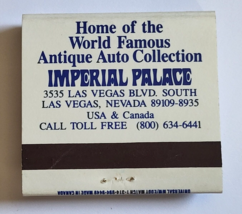 Home of the
World Famous
Antique Auto Collection
IMPERIAL PALACE
3535 LAS VEGAS BLVD. SOUTH
LAS VEGAS, NEVADA 89109-8935
USA & Canada
CALL TOLL FREE (800) 634-6441